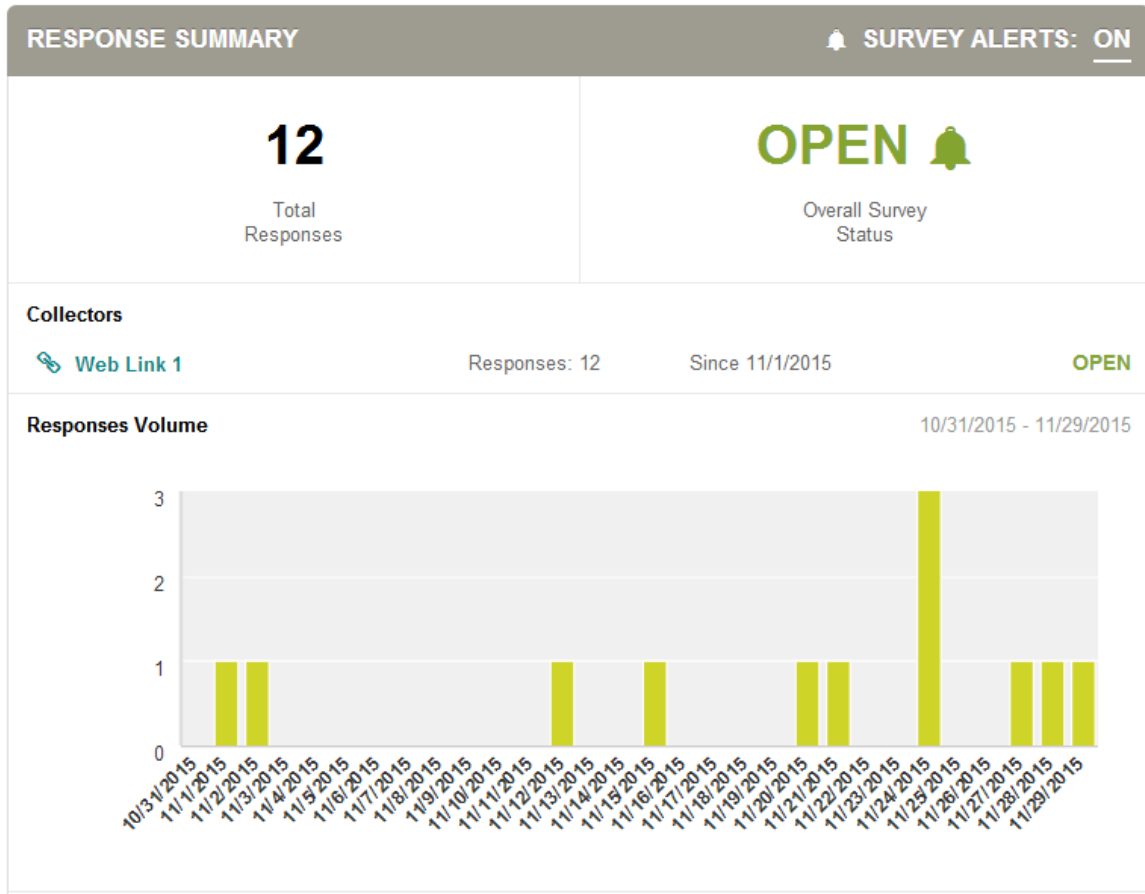 RESPONSE SUMMARY SURVEY ALERTS: ON
12
Total
Responses
OPEN
Overall Survey
Status
Collectors
Web Link 1 Responses: 12 Since 11/1/2015 OPEN
Responses Volume 10/31/2015 - 11/29/2015
3
2
1
0
10/31/2015 11/1/2015 11/2/2015 11/3/2015 11/4/2015 11/5/2015 11/6/2015 11/7/2015 11/8/2015 11/9/2015 11/10/2015 11/11/2015 11/12/2015 11/13/2015 11/14/2015 11/15/2015 11/16/2015 11/17/2015 11/18/2015 11/19/2015 11/20/2015 11/21/2015 11/22/2015 11/23/2015 11/24/2015 11/25/2015 11/26/2015 11/27/2015 11/28/2015 11/29/2015